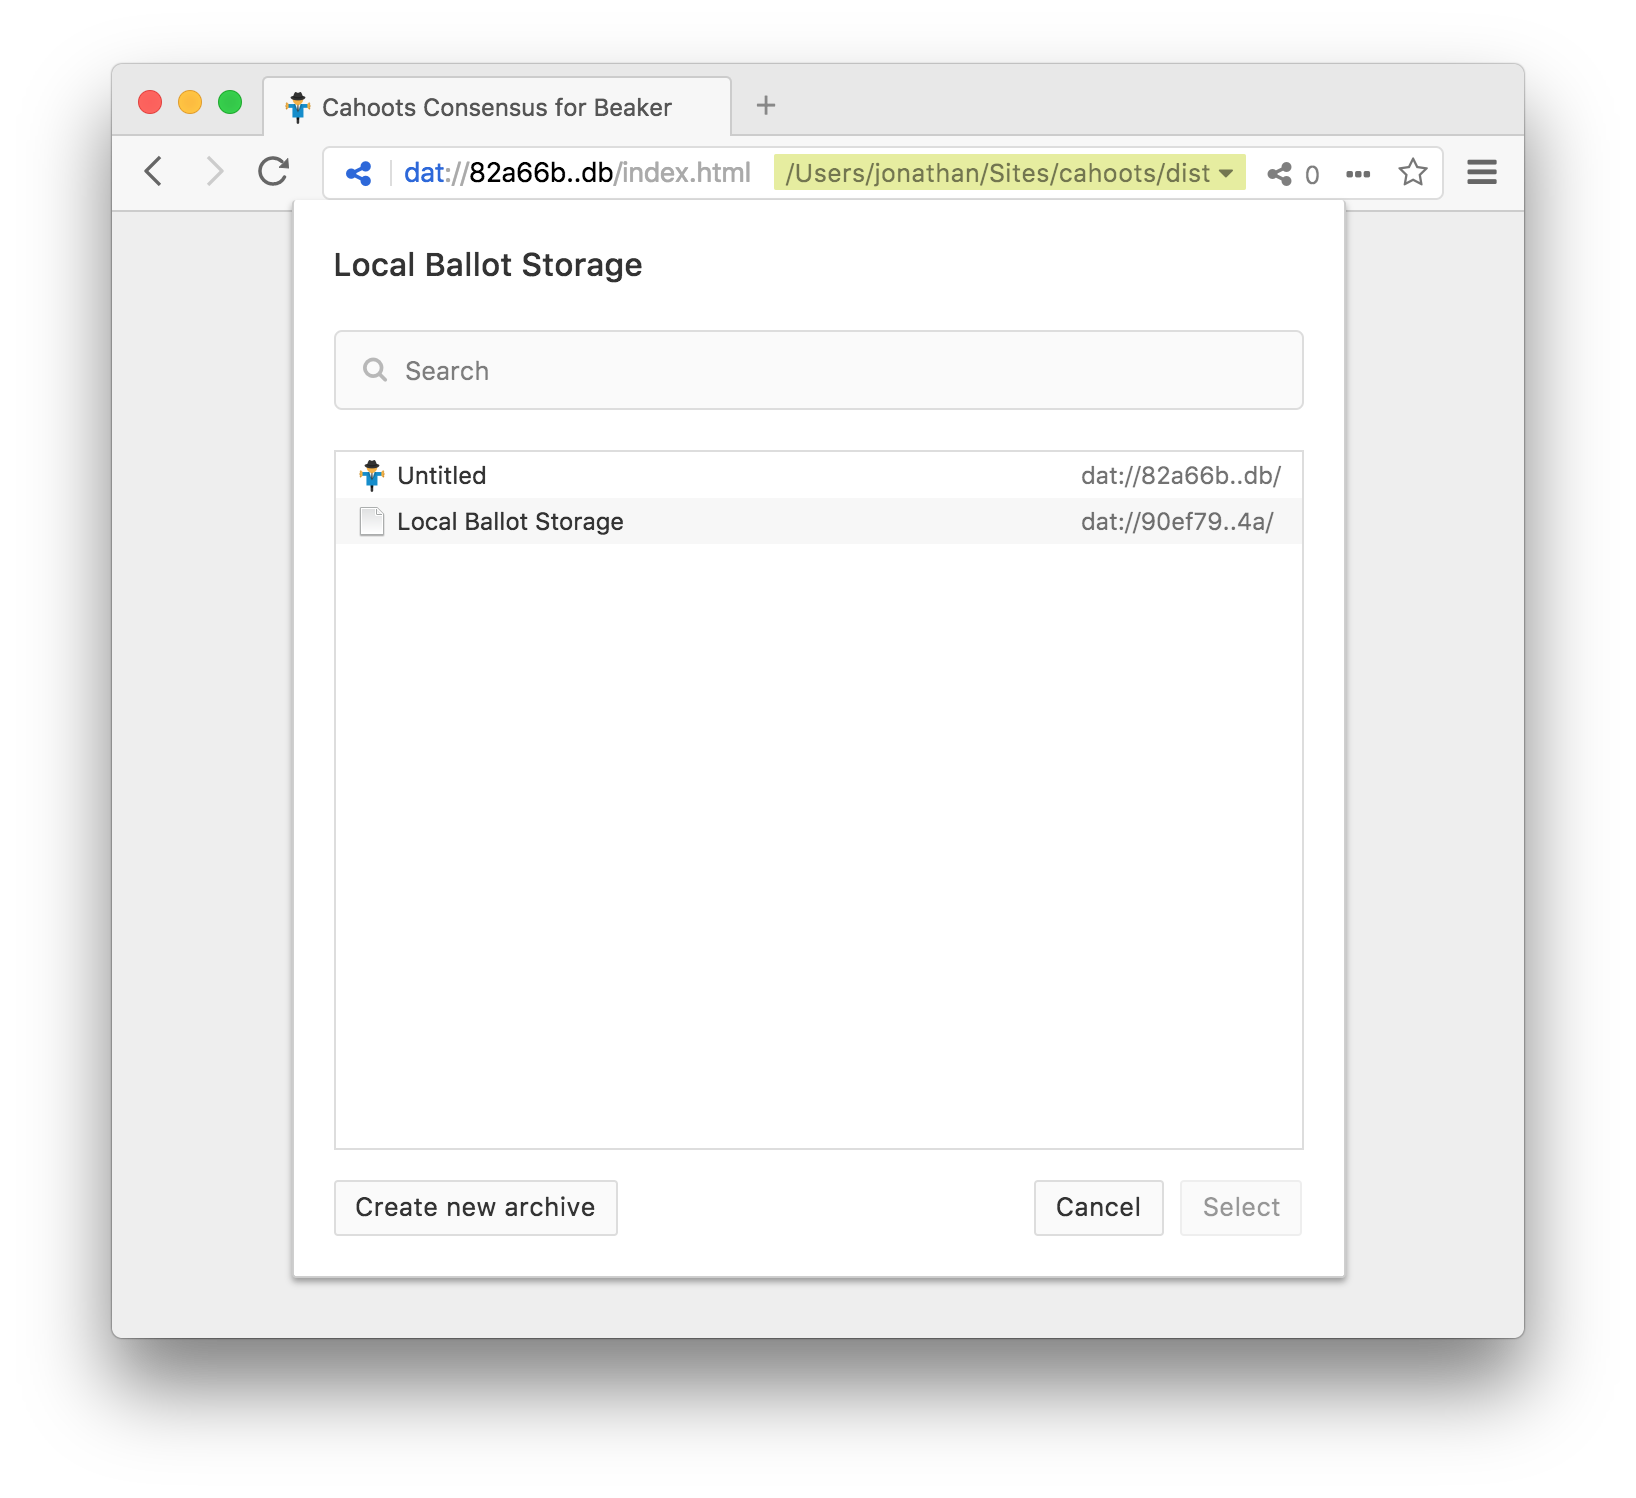 Cahoots Consensus for Beaker
dat://82a66b..db/index.html /Users/jonathan/Sites/cahoots/dist 0
Local Ballot Storage
Search
Untitled dat://82a66b..db/
Local Ballot Storage dat://90ef79..4a/
Create new archive Cancel Select